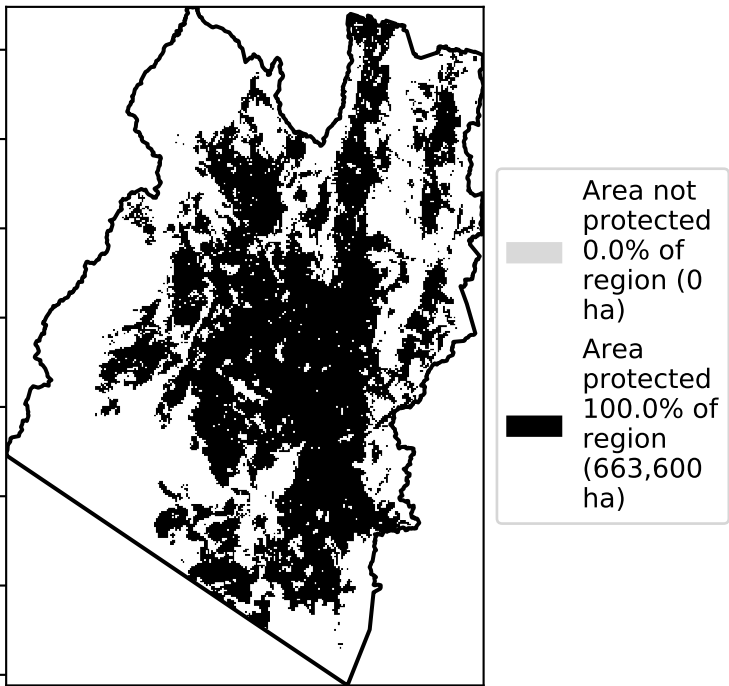 Area not
protected
0.0% of
region (0
ha)
Area
protected
100.0% of
region
(663,600
ha)